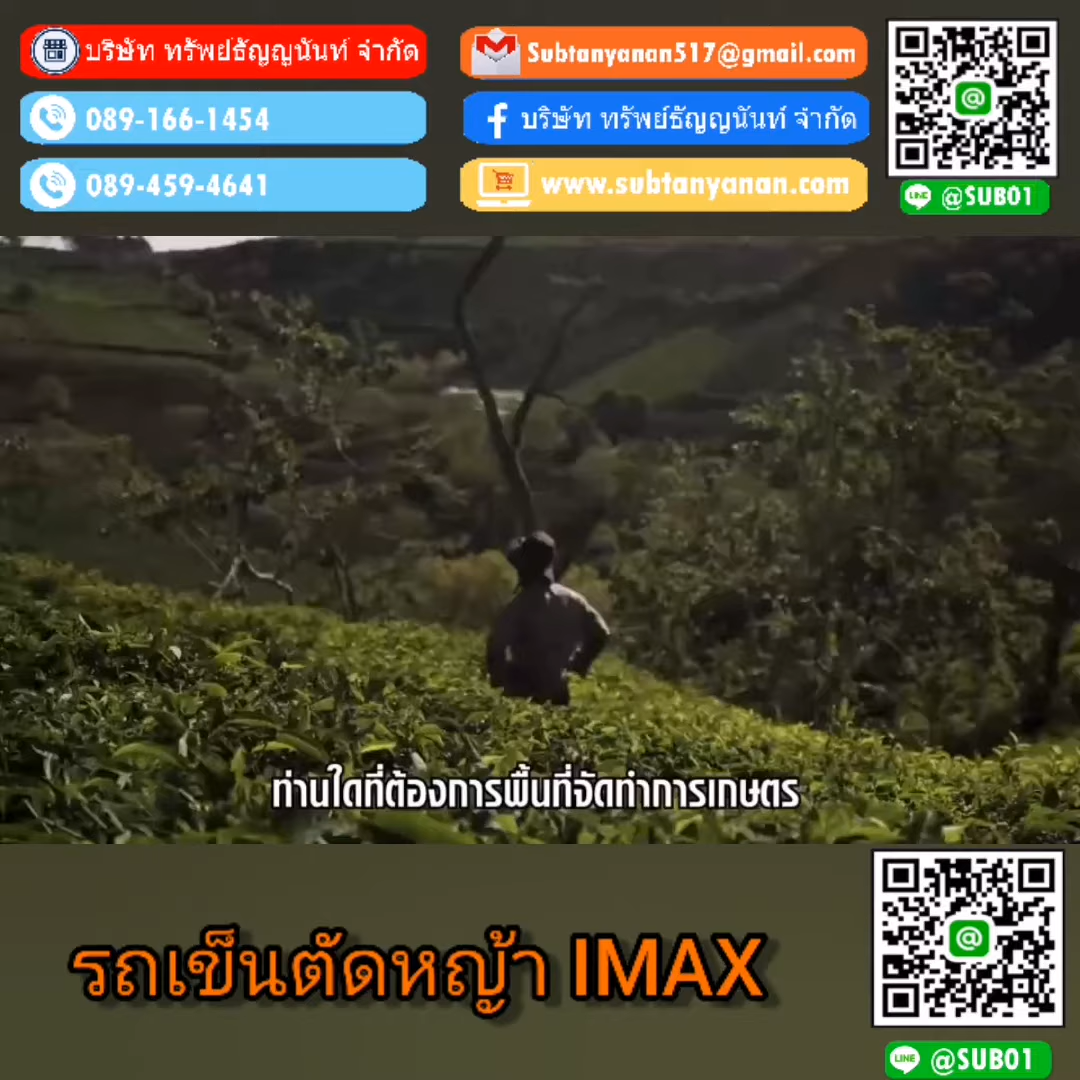 บริษัท ทรัพย์ธัญญนันท์ จำกัด
089-166-1454
089-459-4641
Subtanyanan517@gmail.com
บริษัท ทรัพย์ธัญญนันท์ จำกัด
www.subtanyanan.com
LINE @SUB01
ท่านใดที่ต้องการพื้นที่จัดทำการเกษตร
รถเข็นตัดหญ้า IMAX
LINE @SUB01